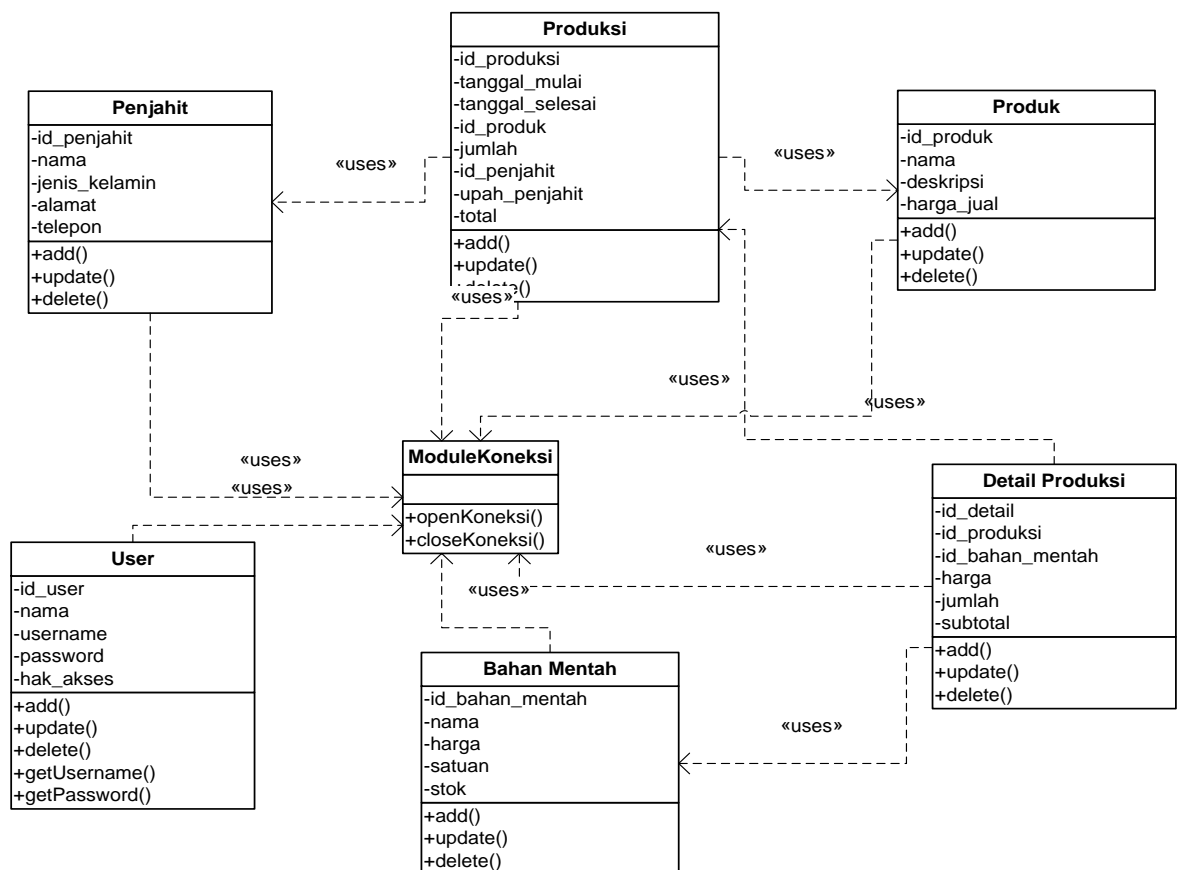 Produksi
-id_produksi
-tanggal_mulai
-tanggal_selesai
-id_produk
-jumlah
-id_penjahit
-upah_penjahit
-total
+add()
+update()
+delete()
Penjahit
-id_penjahit
-nama
-jenis_kelamin
-alamat
-telepon
+add()
+update()
+delete()
«uses»
«uses»
Produk
-id_produk
-nama
-deskripsi
-harga_jual
+add()
+update()
+delete()
«uses»
«uses»
«uses»
ModuleKoneksi
+openKoneksi()
+closeKoneksi()
«uses»
«uses»
User
-id_user
-nama
-username
-password
-hak_akses
+add()
+update()
+delete()
+getUsername()
+getPassword()
«uses»
«uses»
Detail Produksi
-id_detail
-id_produksi
-id_bahan_mentah
-harga
-jumlah
-subtotal
+add()
+update()
+delete()
«uses»
Bahan Mentah
-id_bahan_mentah
-nama
-harga
-satuan
-stok
+add()
+update()
+delete()